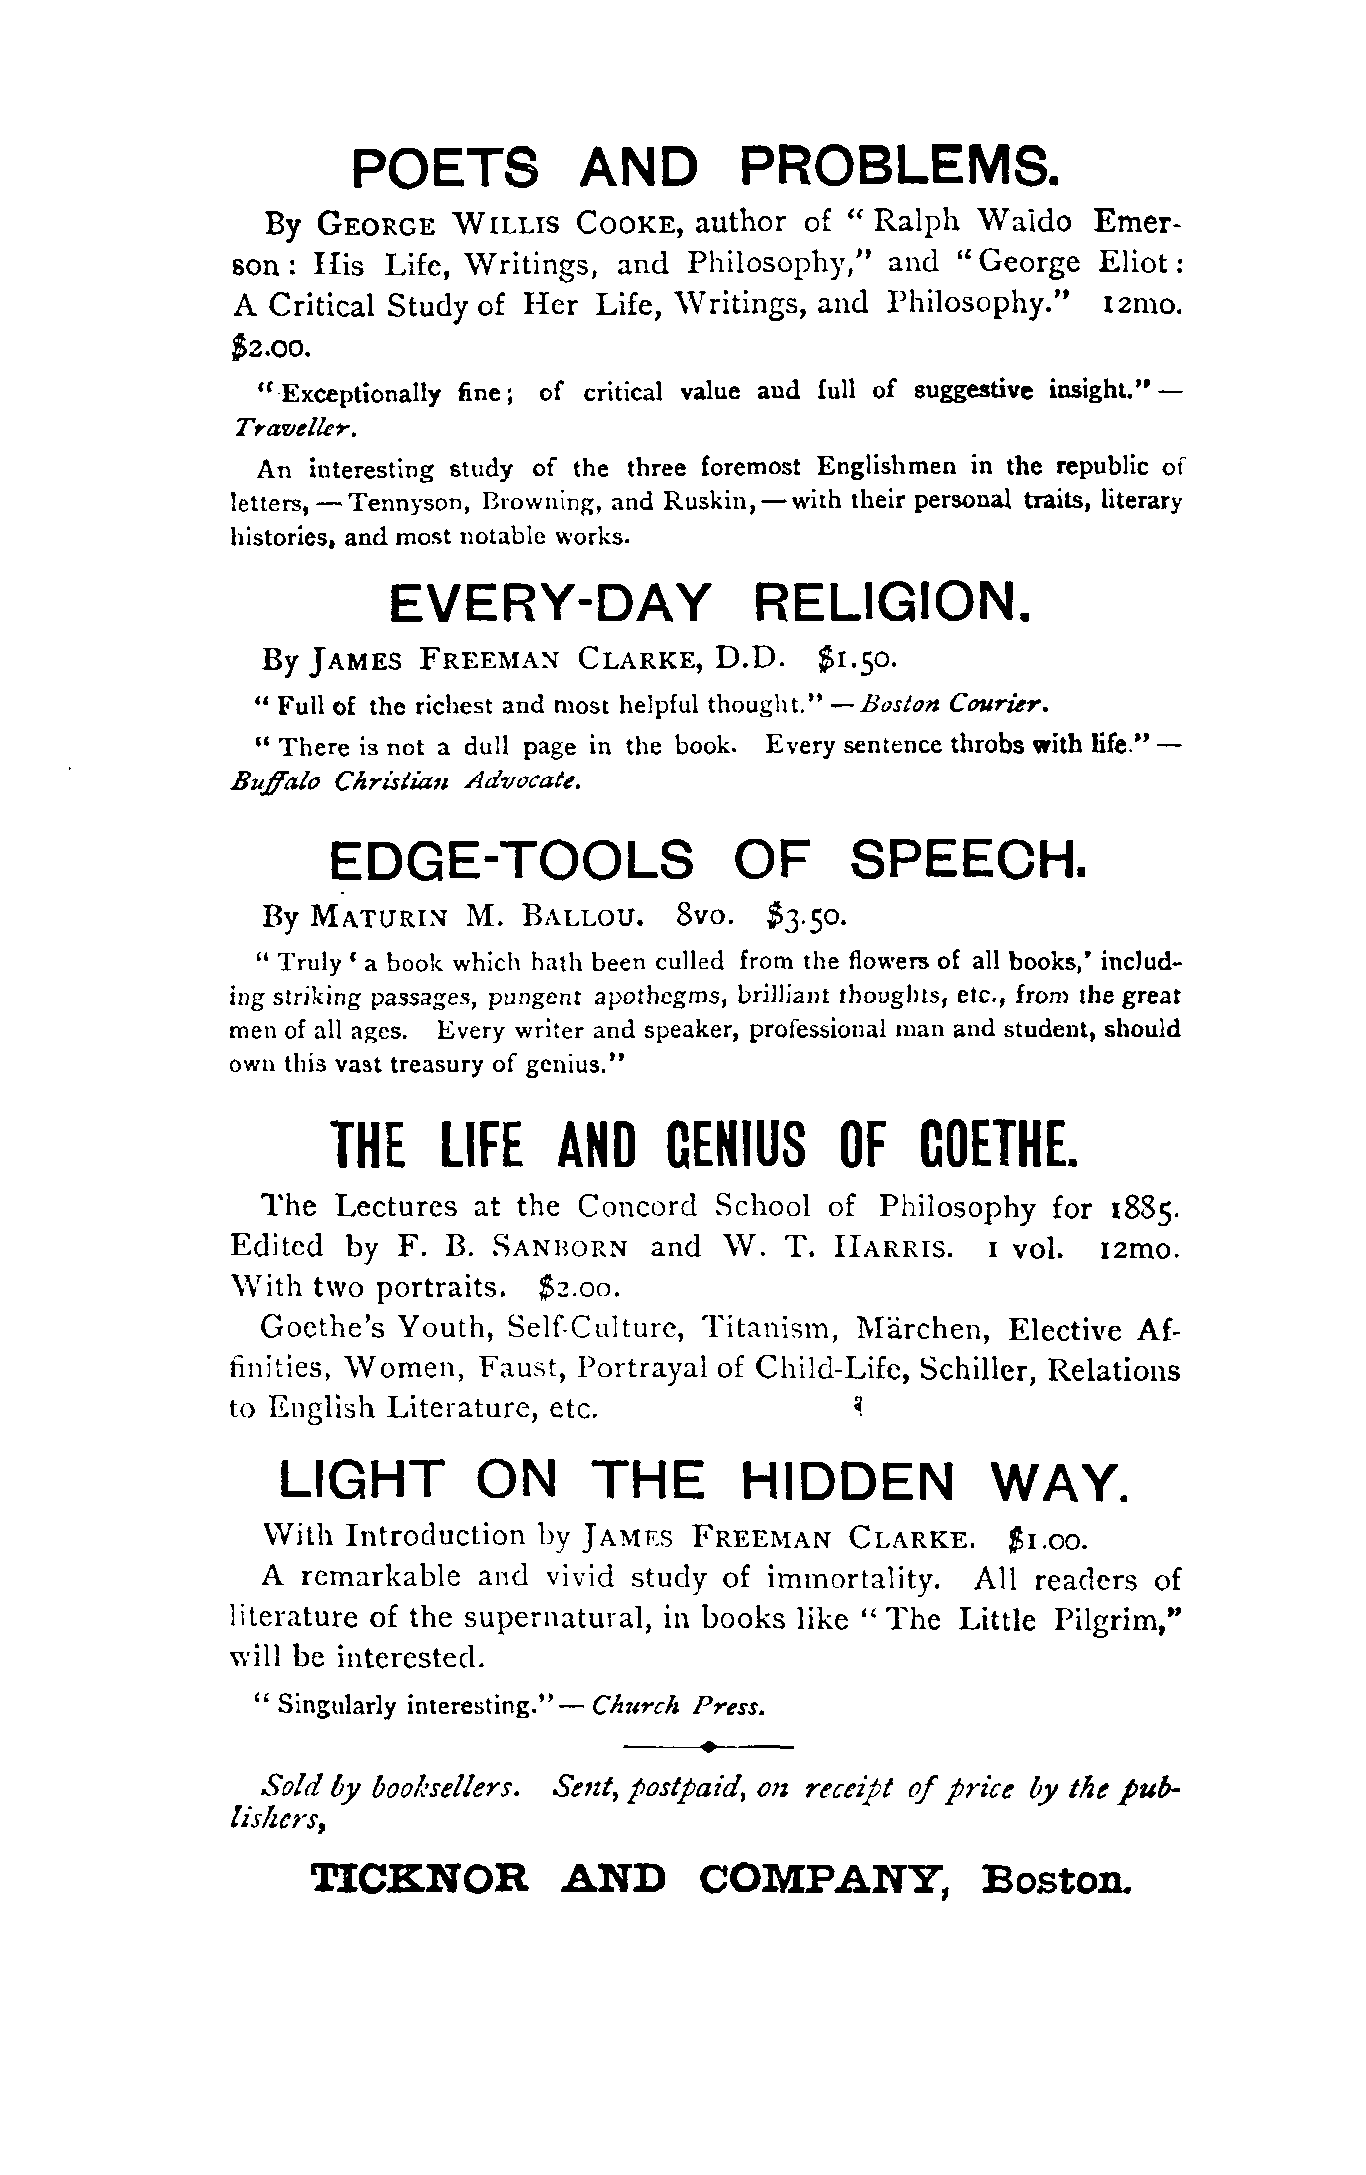 POETS AND PROBLEMS.
By GEORGE WILLIS COOKE, author of “Ralph Waldo Emer-
son: His Life, Writings, and Philosophy,” and “George Eliot:
A Critical Study of Her Life, Writings, and Philosophy.” 12mo.
$2.00.
“Exceptionally fine; of critical value and full of suggestive insight.” —
Traveller.
An interesting study of the three foremost Englishmen in the republic of
letters, — Tennyson, Browning, and Ruskin, — with their personal traits, literary
histories, and most notable works.
EVERY-DAY RELIGION.
By JAMES FREEMAN CLARKE, D.D. $1.50.
“Full of the richest and most helpful thought.” — Boston Courier.
“There is not a dull page in the book. Every sentence throbs with life.” —
Buffalo Christian Advocate.
EDGE-TOOLS OF SPEECH.
By MATURIN M. BALLOU. 8vo. $3.50.
“Truly ‘a book which hath been culled from the flowers of all books,’ includ-
ing striking passages, pungent apothegms, brilliant thoughts, etc., from the great
men of all ages. Every writer and speaker, professional man and student, should
own this vast treasury of genius.”
THE LIFE AND GENIUS OF GOETHE.
The Lectures at the Concord School of Philosophy for 1885.
Edited by F. B. SANBORN and W. T. HARRIS. 1 vol. 12mo.
With two portraits. $2.00.
Goethe’s Youth, Self-Culture, Titanism, Märchen, Elective Af-
finities, Women, Faust, Portrayal of Child-Life, Schiller, Relations
to English Literature, etc.
LIGHT ON THE HIDDEN WAY.
With Introduction by JAMES FREEMAN CLARKE. $1.00.
A remarkable and vivid study of immortality. All readers of
literature of the supernatural, in books like “The Little Pilgrim,”
will be interested.
“Singularly interesting.” — Church Press.
Sold by booksellers. Sent, postpaid, on receipt of price by the pub-
lishers,
TICKNOR AND COMPANY, Boston.